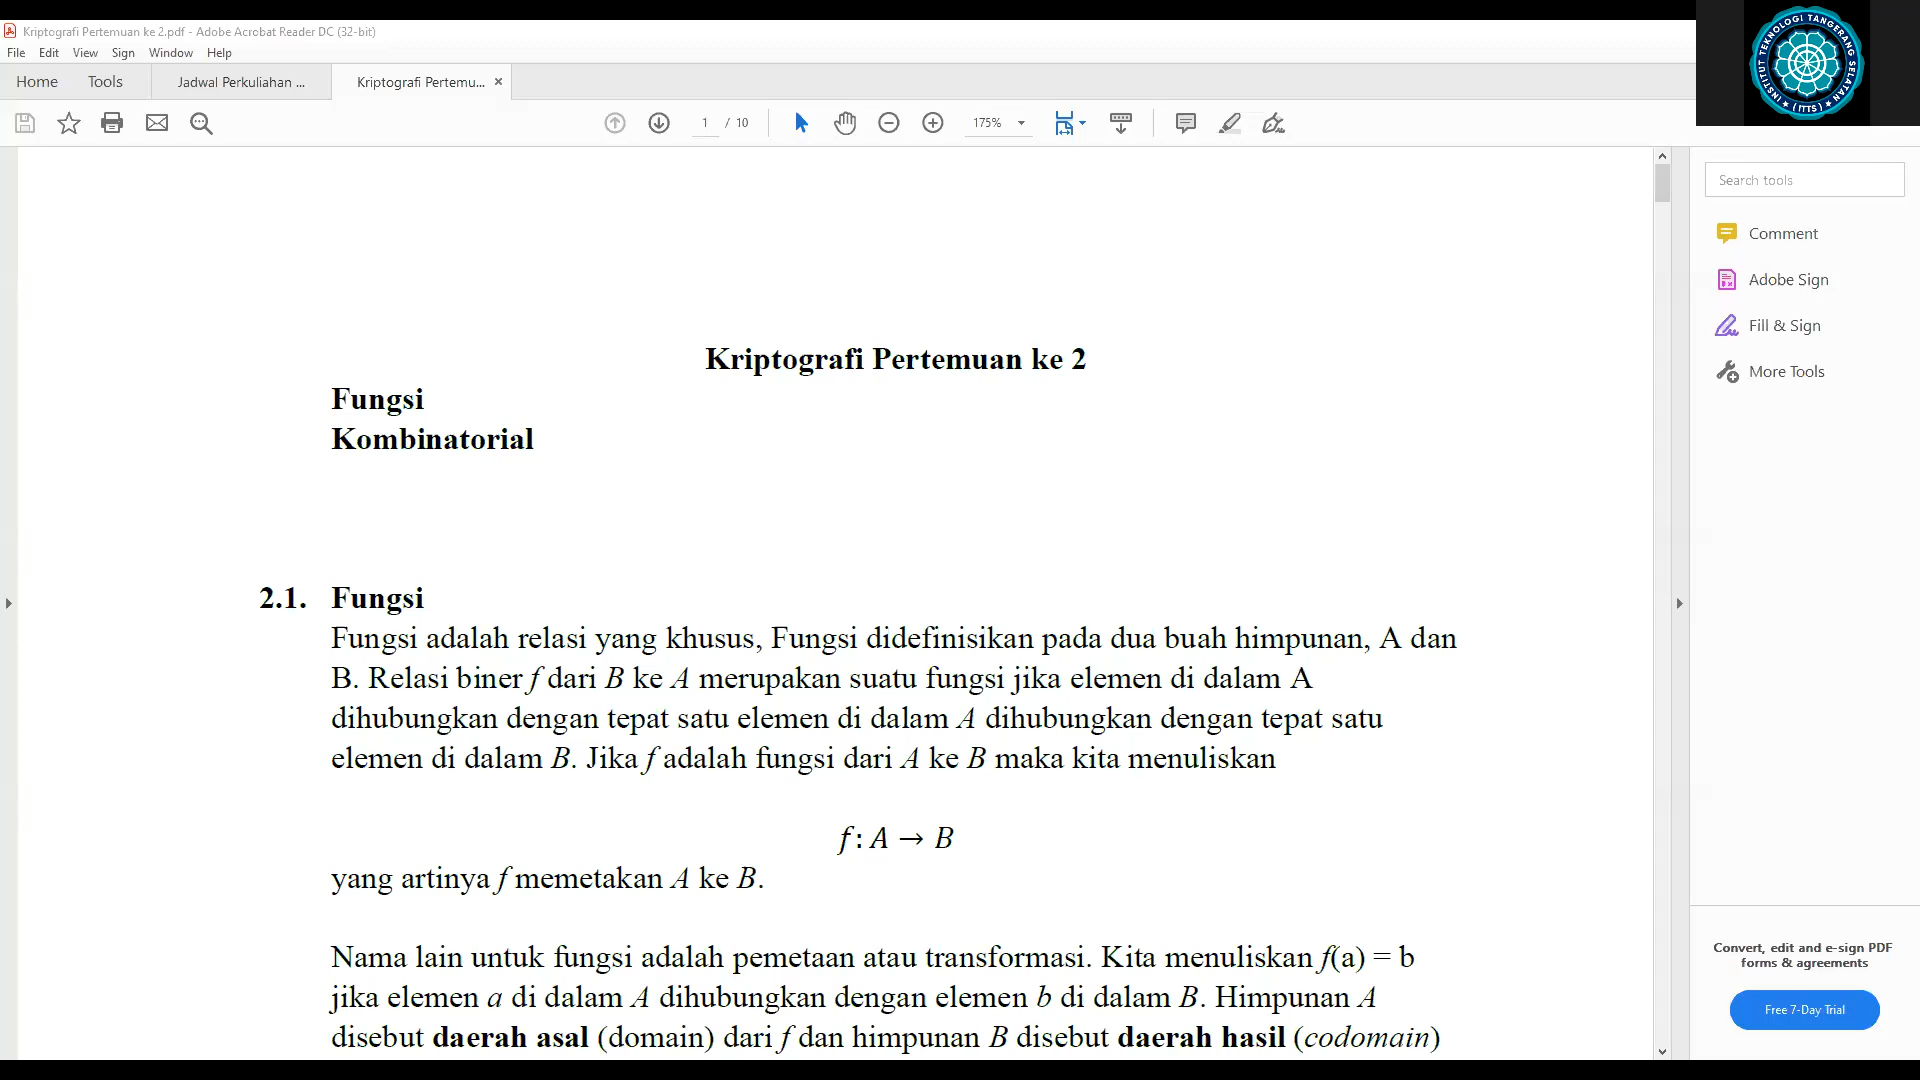 Kriptografi Pertemuan ke 2.pdf - Adobe Acrobat Reader DC (32-bit)
File Edit View Sign Window Help
Home Tools Jadwal Perkuliahan ... Kriptografi Pertemu... ×
1 / 10 175%
INSTITUT TEKNOLOGI TANGERANG SELATAN
(ITTS)
Search tools
Comment
Adobe Sign
Fill & Sign
More Tools
Convert, edit and e-sign PDF
forms & agreements
Free 7-Day Trial
Kriptografi Pertemuan ke 2
Fungsi
Kombinatorial
2.1. Fungsi
Fungsi adalah relasi yang khusus, Fungsi didefinisikan pada dua buah himpunan, A dan
B. Relasi biner f dari B ke A merupakan suatu fungsi jika elemen di dalam A
dihubungkan dengan tepat satu elemen di dalam A dihubungkan dengan tepat satu
elemen di dalam B. Jika f adalah fungsi dari A ke B maka kita menuliskan
f: A → B
yang artinya f memetakan A ke B.
Nama lain untuk fungsi adalah pemetaan atau transformasi. Kita menuliskan f(a) = b
jika elemen a di dalam A dihubungkan dengan elemen b di dalam B. Himpunan A
disebut daerah asal (domain) dari f dan himpunan B disebut daerah hasil (codomain)